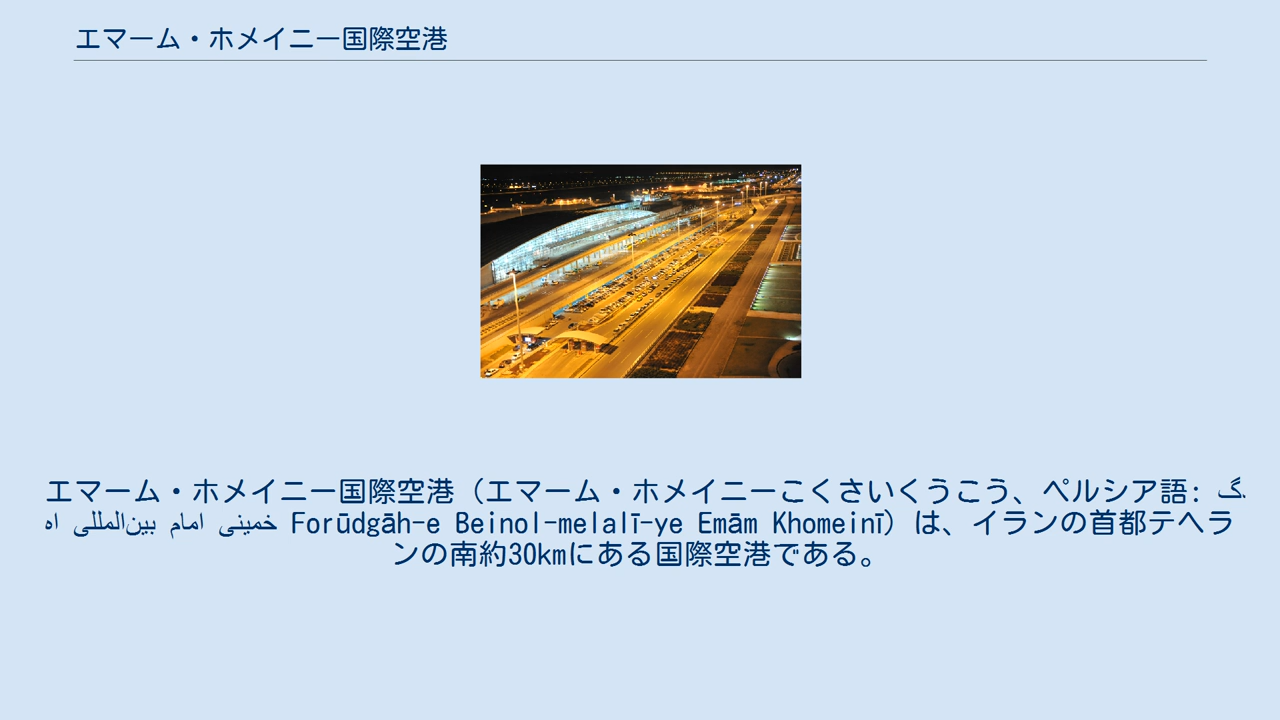 エマーム・ホメイニー国際空港
エマーム・ホメイニー国際空港（エマーム・ホメイニーこくさいくうこう、ペルシア語: گ
اه بین‌المللی امام خمینی Forūdgāh-e Beinol-melalī-ye Emām Khomeinī）は、イランの首都テヘラ
ンの南約30kmにある国際空港である。